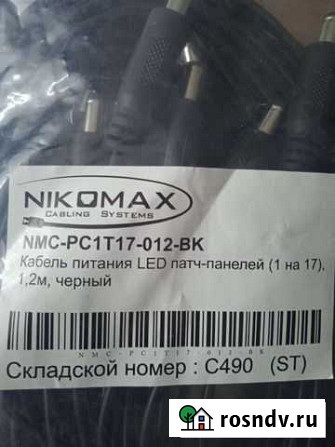 NIKOMAX
CABLING SYSTEMS
NMC-PC1T17-012-BK
Кабель питания LED патч-панелей (1 на 17),
1,2м, черный
NMC-PC1T17-012-BK
Складской номер : С490 (ST)
rosndv.ru